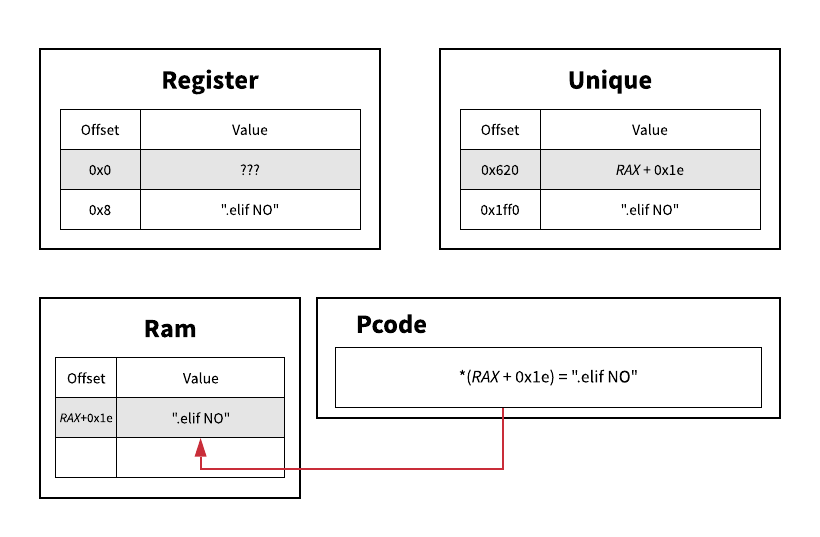 Register
Offset Value
0x0 ???
0x8 ".elif NO"
Unique
Offset Value
0x620 RAX + 0x1e
0x1ff0 ".elif NO"
Ram
Offset Value
RAX+0x1e ".elif NO"
Pcode
*(RAX + 0x1e) = ".elif NO"